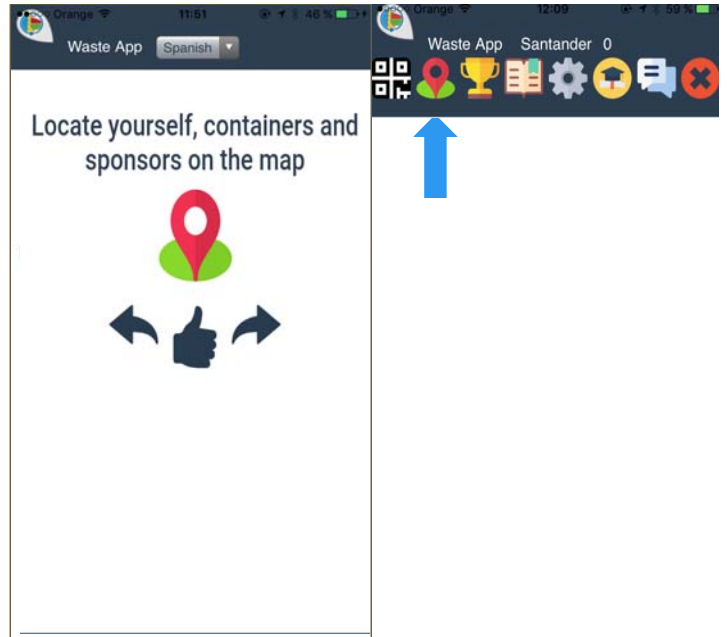 Orange 11:51 46 %
Waste App Spanish
Locate yourself, containers and
sponsors on the map
Orange 12:09 59 %
Waste App Santander 0